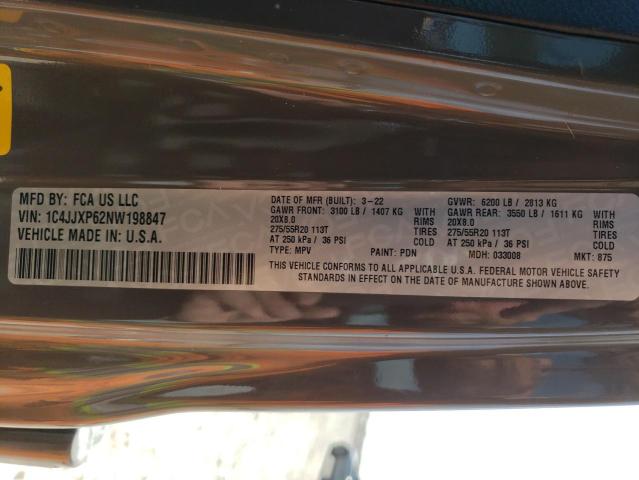 MFD BY: FCA US LLC
VIN: 1C4JJXP62NW198847
VEHICLE MADE IN: U.S.A.
DATE OF MFR (BUILT): 3-22
GAWR FRONT: 3100 LB / 1407 KG WITH
20X8.0 RIMS
275/55R20 113T TIRES
AT 250 kPa / 36 PSI COLD
TYPE: MPV PAINT: PDN
GVWR: 6200 LB / 2813 KG
GAWR REAR: 3550 LB / 1611 KG WITH
20X8.0 RIMS
275/55R20 113T TIRES
AT 250 kPa / 36 PSI COLD
MDH: 033008 MKT: 875
THIS VEHICLE CONFORMS TO ALL APPLICABLE U.S.A. FEDERAL MOTOR VEHICLE SAFETY
STANDARDS IN EFFECT ON THE DATE OF MANUFACTURE SHOWN ABOVE.